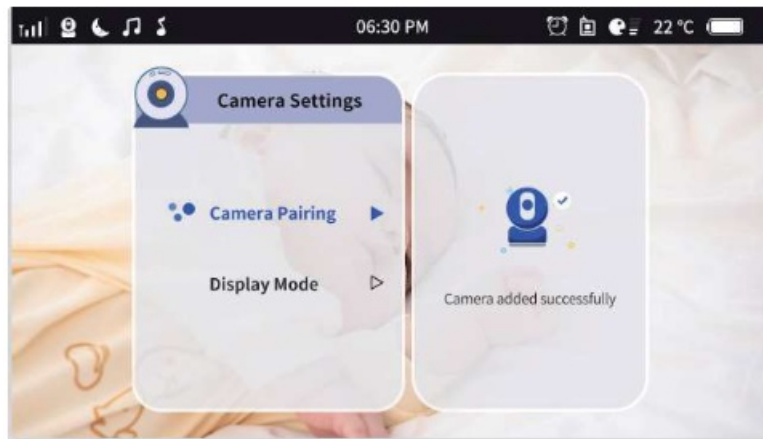 06:30 PM
22 °C
Camera Settings
Camera Pairing
Display Mode
Camera added successfully